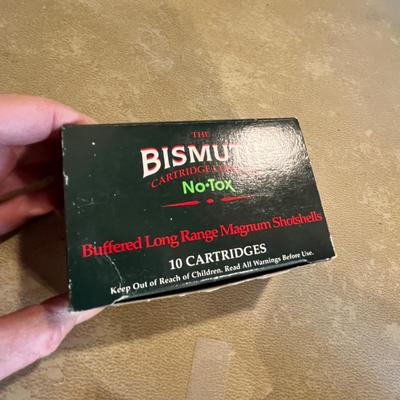 THE
BISMUTH
CARTRIDGE
No•Tox
Buffered Long Range Magnum Shotshells
10 CARTRIDGES
Keep Out of Reach of Children. Read All Warnings Before Use.